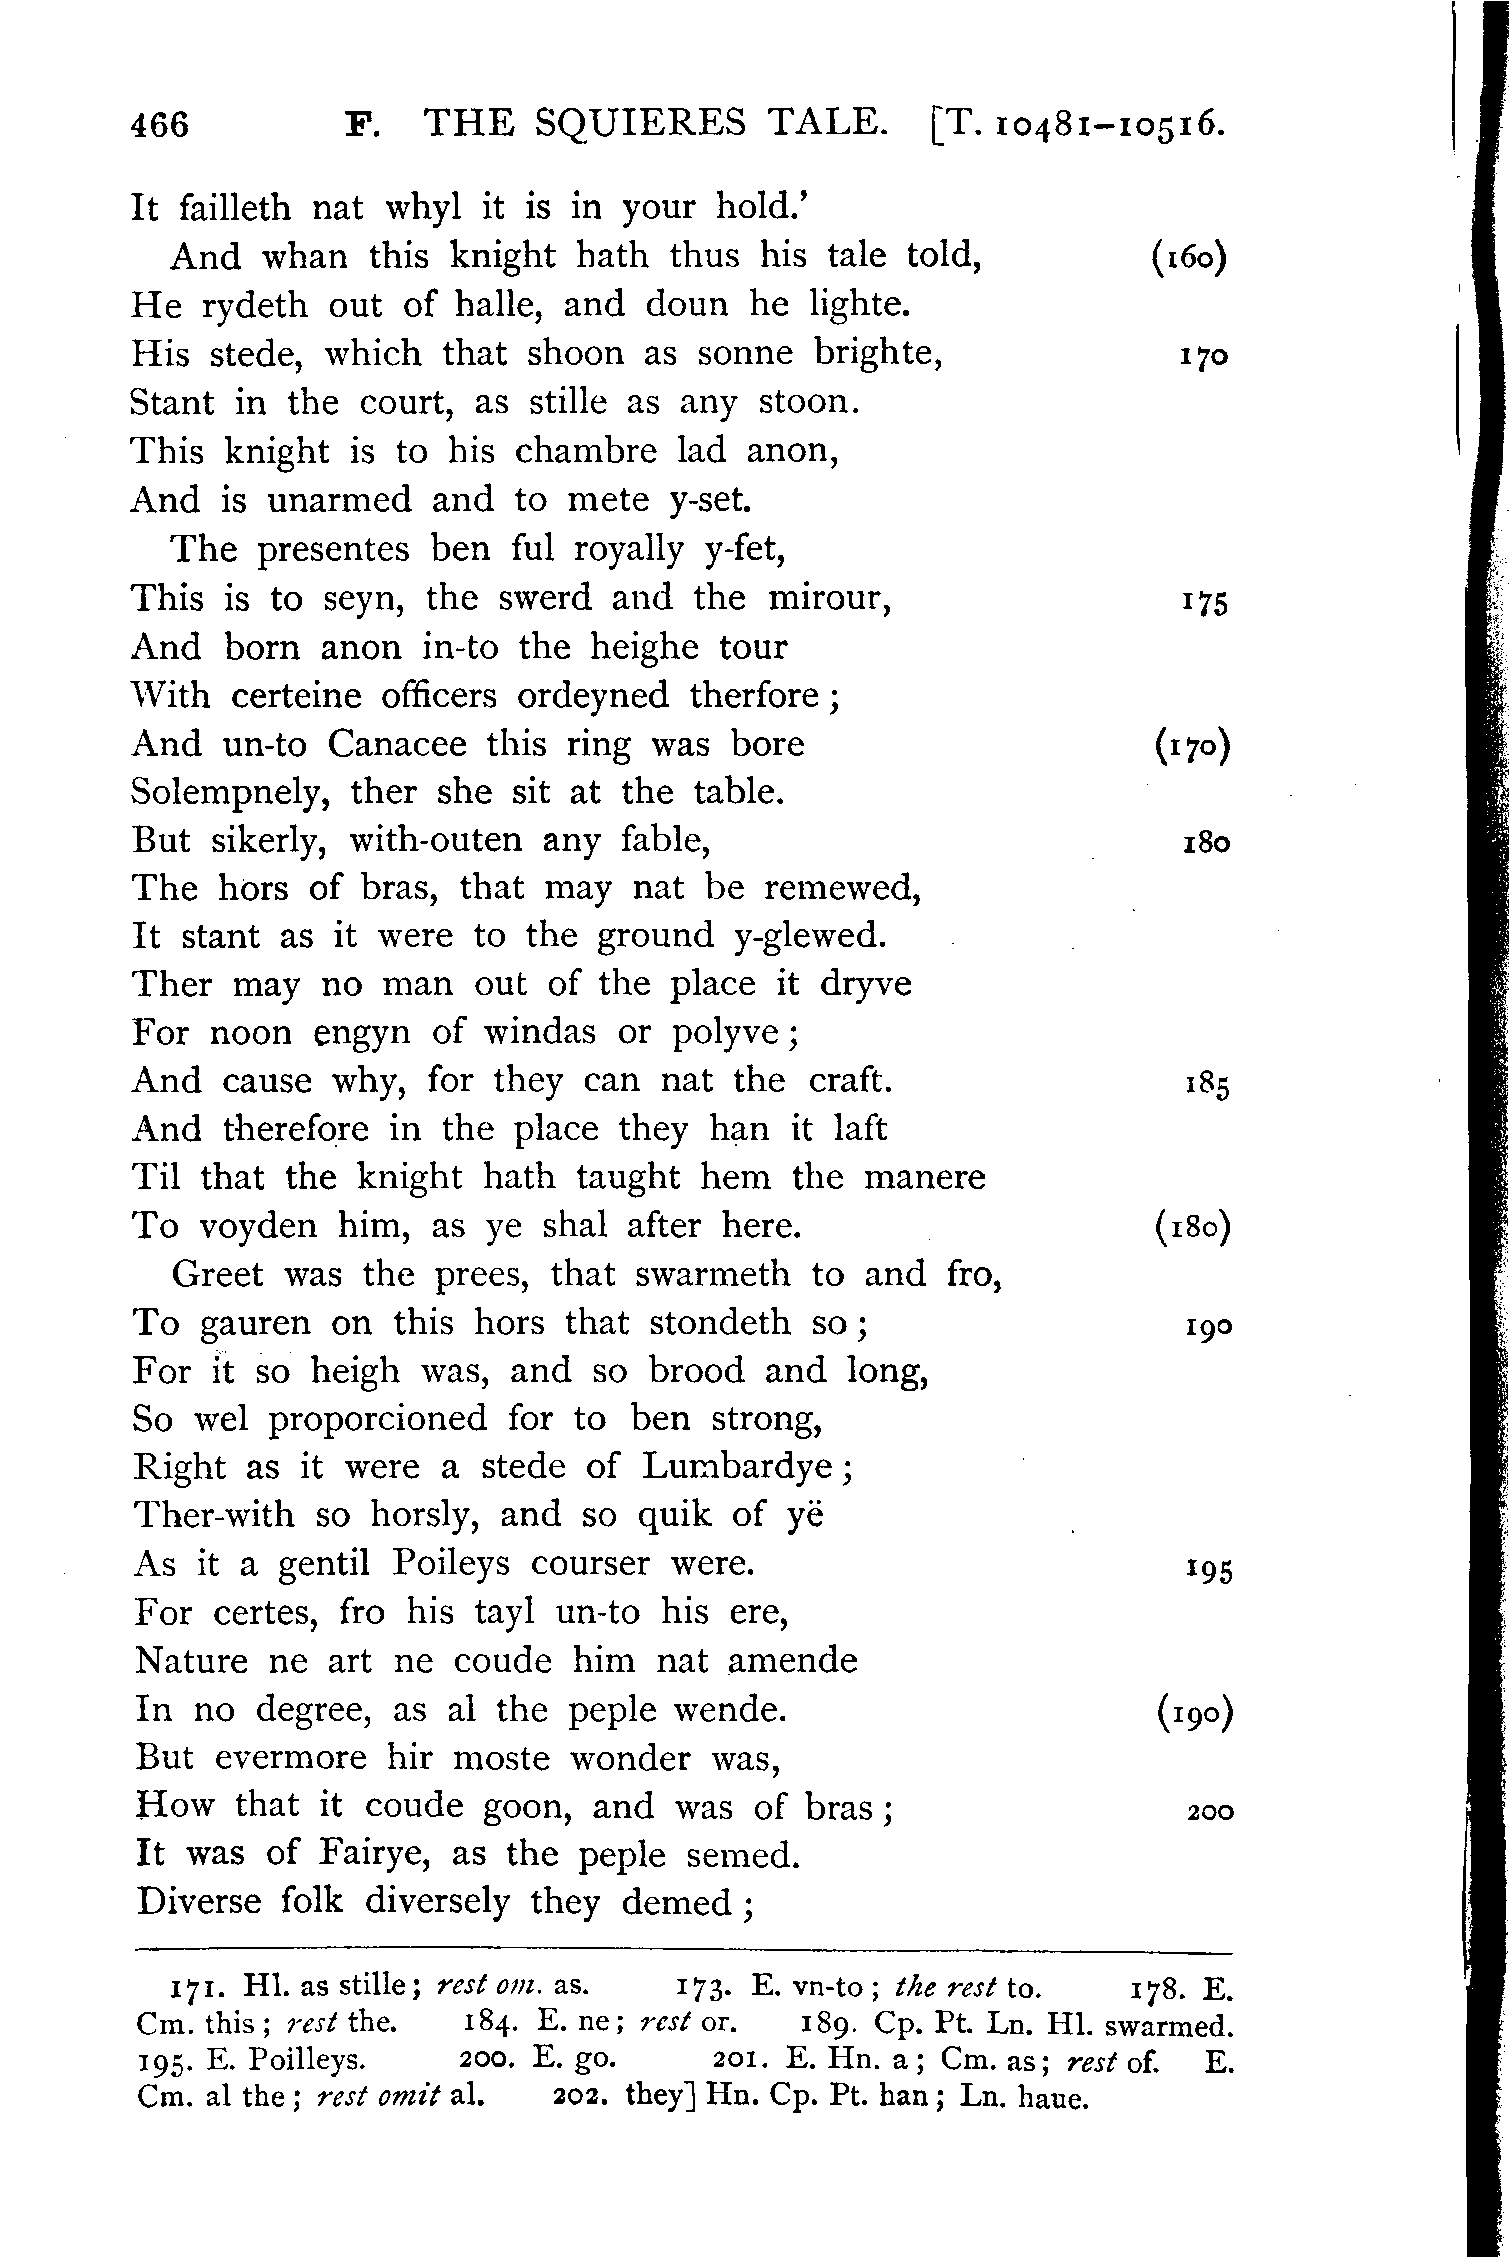 466 F. THE SQUIERES TALE. [T. 10481–10516.
It failleth nat whyl it is in your hold.’
And whan this knight hath thus his tale told, (160)
He rydeth out of halle, and doun he lighte.
His stede, which that shoon as sonne brighte, 170
Stant in the court, as stille as any stoon.
This knight is to his chambre lad anon,
And is unarmed and to mete y-set.
The presentes ben ful royally y-fet,
This is to seyn, the swerd and the mirour, 175
And born anon in-to the heighe tour
With certeine officers ordeyned therfore ;
And un-to Canacee this ring was bore (170)
Solempnely, ther she sit at the table.
But sikerly, with-outen any fable, 180
The hors of bras, that may nat be remewed,
It stant as it were to the ground y-glewed.
Ther may no man out of the place it dryve
For noon engyn of windas or polyve ;
And cause why, for they can nat the craft. 185
And therefore in the place they han it laft
Til that the knight hath taught hem the manere
To voyden him, as ye shal after here. (180)
Greet was the prees, that swarmeth to and fro,
To gauren on this hors that stondeth so ; 190
For it so heigh was, and so brood and long,
So wel proporcioned for to ben strong,
Right as it were a stede of Lumbardye ;
Ther-with so horsly, and so quik of yë
As it a gentil Poileys courser were. 195
For certes, fro his tayl un-to his ere,
Nature ne art ne coude him nat amende
In no degree, as al the peple wende. (190)
But evermore hir moste wonder was,
How that it coude goon, and was of bras ; 200
It was of Fairye, as the peple semed.
Diverse folk diversely they demed ;
171. Hl. as stille ; rest om. as. 173. E. vn-to ; the rest to. 178. E.
Cm. this ; rest the. 184. E. ne ; rest or. 189. Cp. Pt. Ln. Hl. swarmed.
195. E. Poilleys. 200. E. go. 201. E. Hn. a ; Cm. as ; rest of. E.
Cm. al the ; rest omit al. 202. they] Hn. Cp. Pt. han ; Ln. haue.